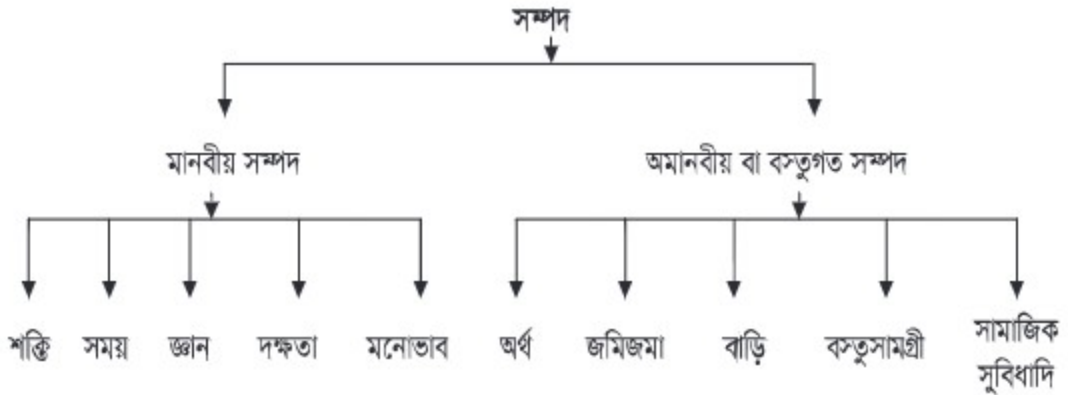 সম্পদ
মানবীয় সম্পদ
অমানবীয় বা বস্তুগত সম্পদ
শক্তি
সময়
জ্ঞান
দক্ষতা
মনোভাব
অর্থ
জমিজমা
বাড়ি
বস্তুসামগ্রী
সামাজিক
সুবিধাদি